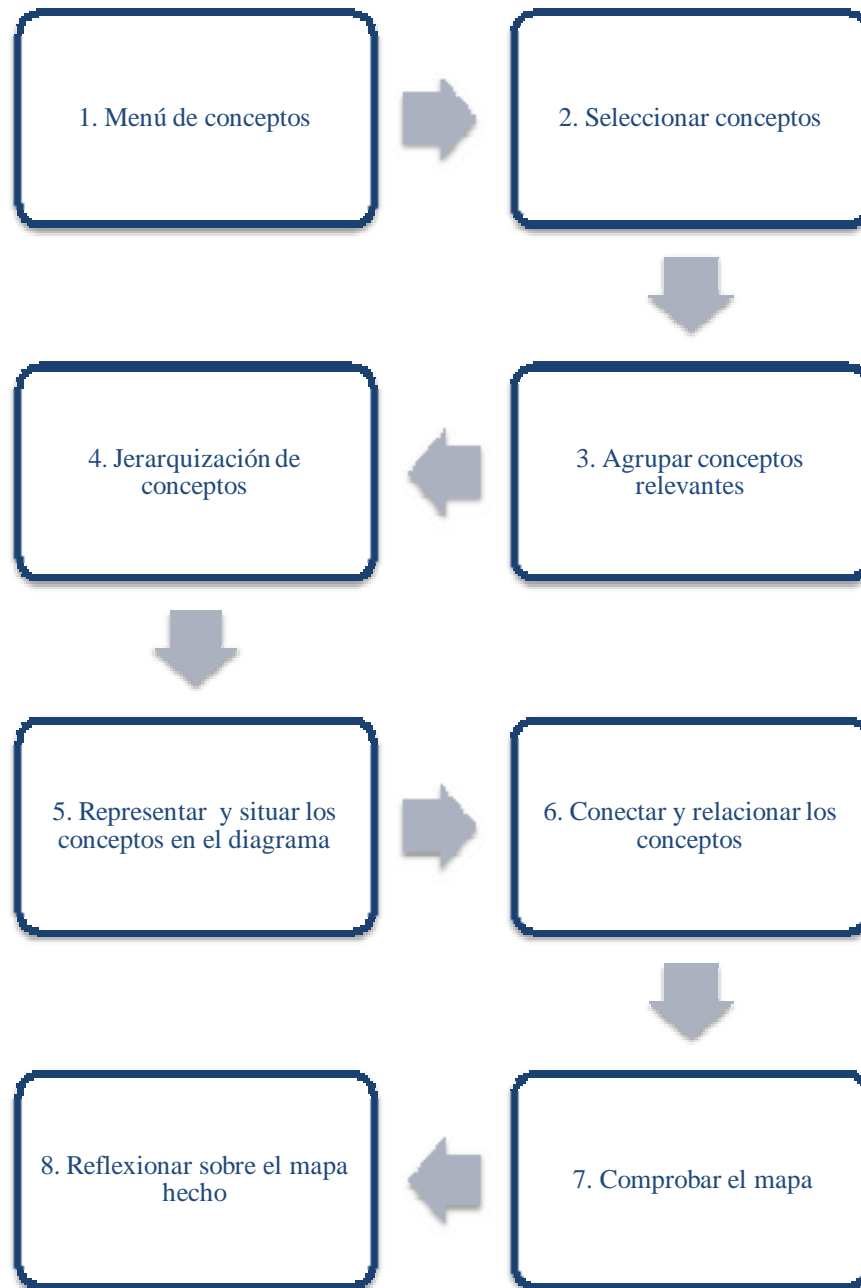 1. Menú de conceptos
2. Seleccionar conceptos
3. Agrupar conceptos
relevantes
4. Jerarquización de
conceptos
5. Representar y situar los
conceptos en el diagrama
6. Conectar y relacionar los
conceptos
7. Comprobar el mapa
8. Reflexionar sobre el mapa
hecho